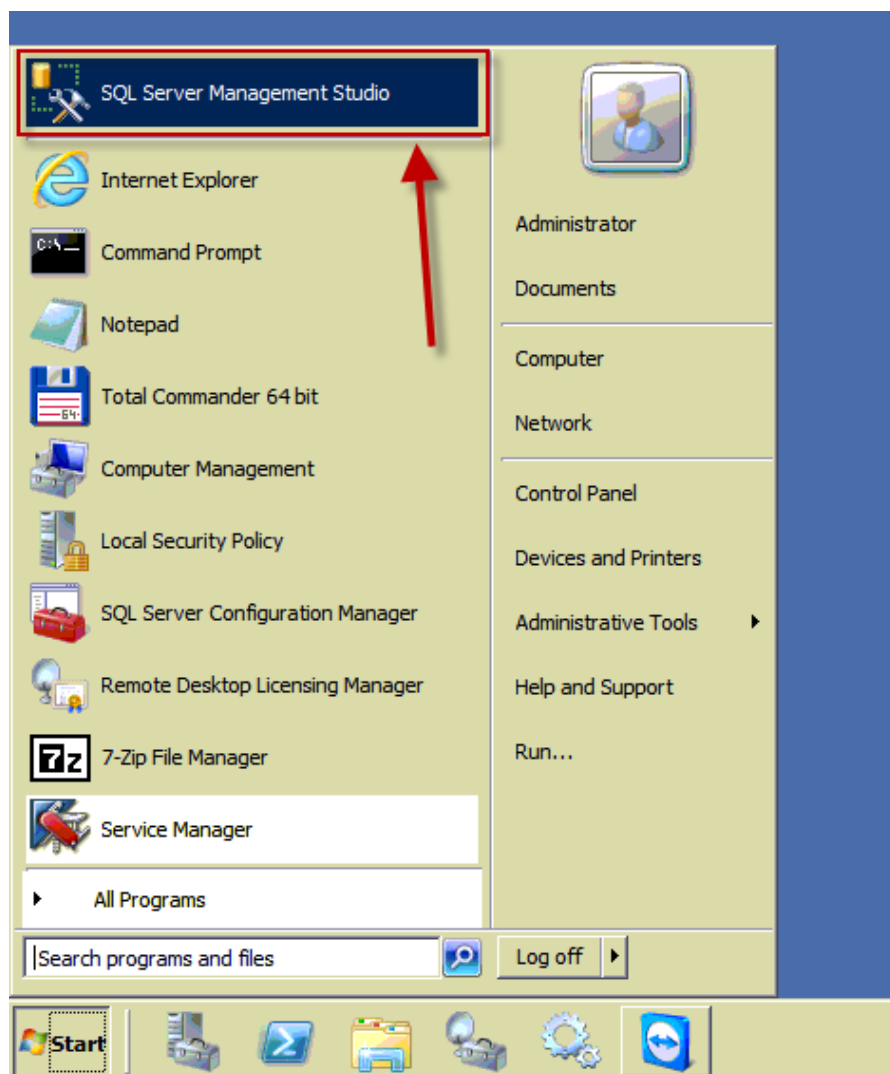 SQL Server Management Studio
Internet Explorer
C:\_
Command Prompt
Notepad
64
Total Commander 64 bit
Computer Management
Local Security Policy
SQL Server Configuration Manager
Remote Desktop Licensing Manager
7z
7-Zip File Manager
Service Manager
All Programs
Search programs and files
Administrator
Documents
Computer
Network
Control Panel
Devices and Printers
Administrative Tools
Help and Support
Run...
Log off
Start